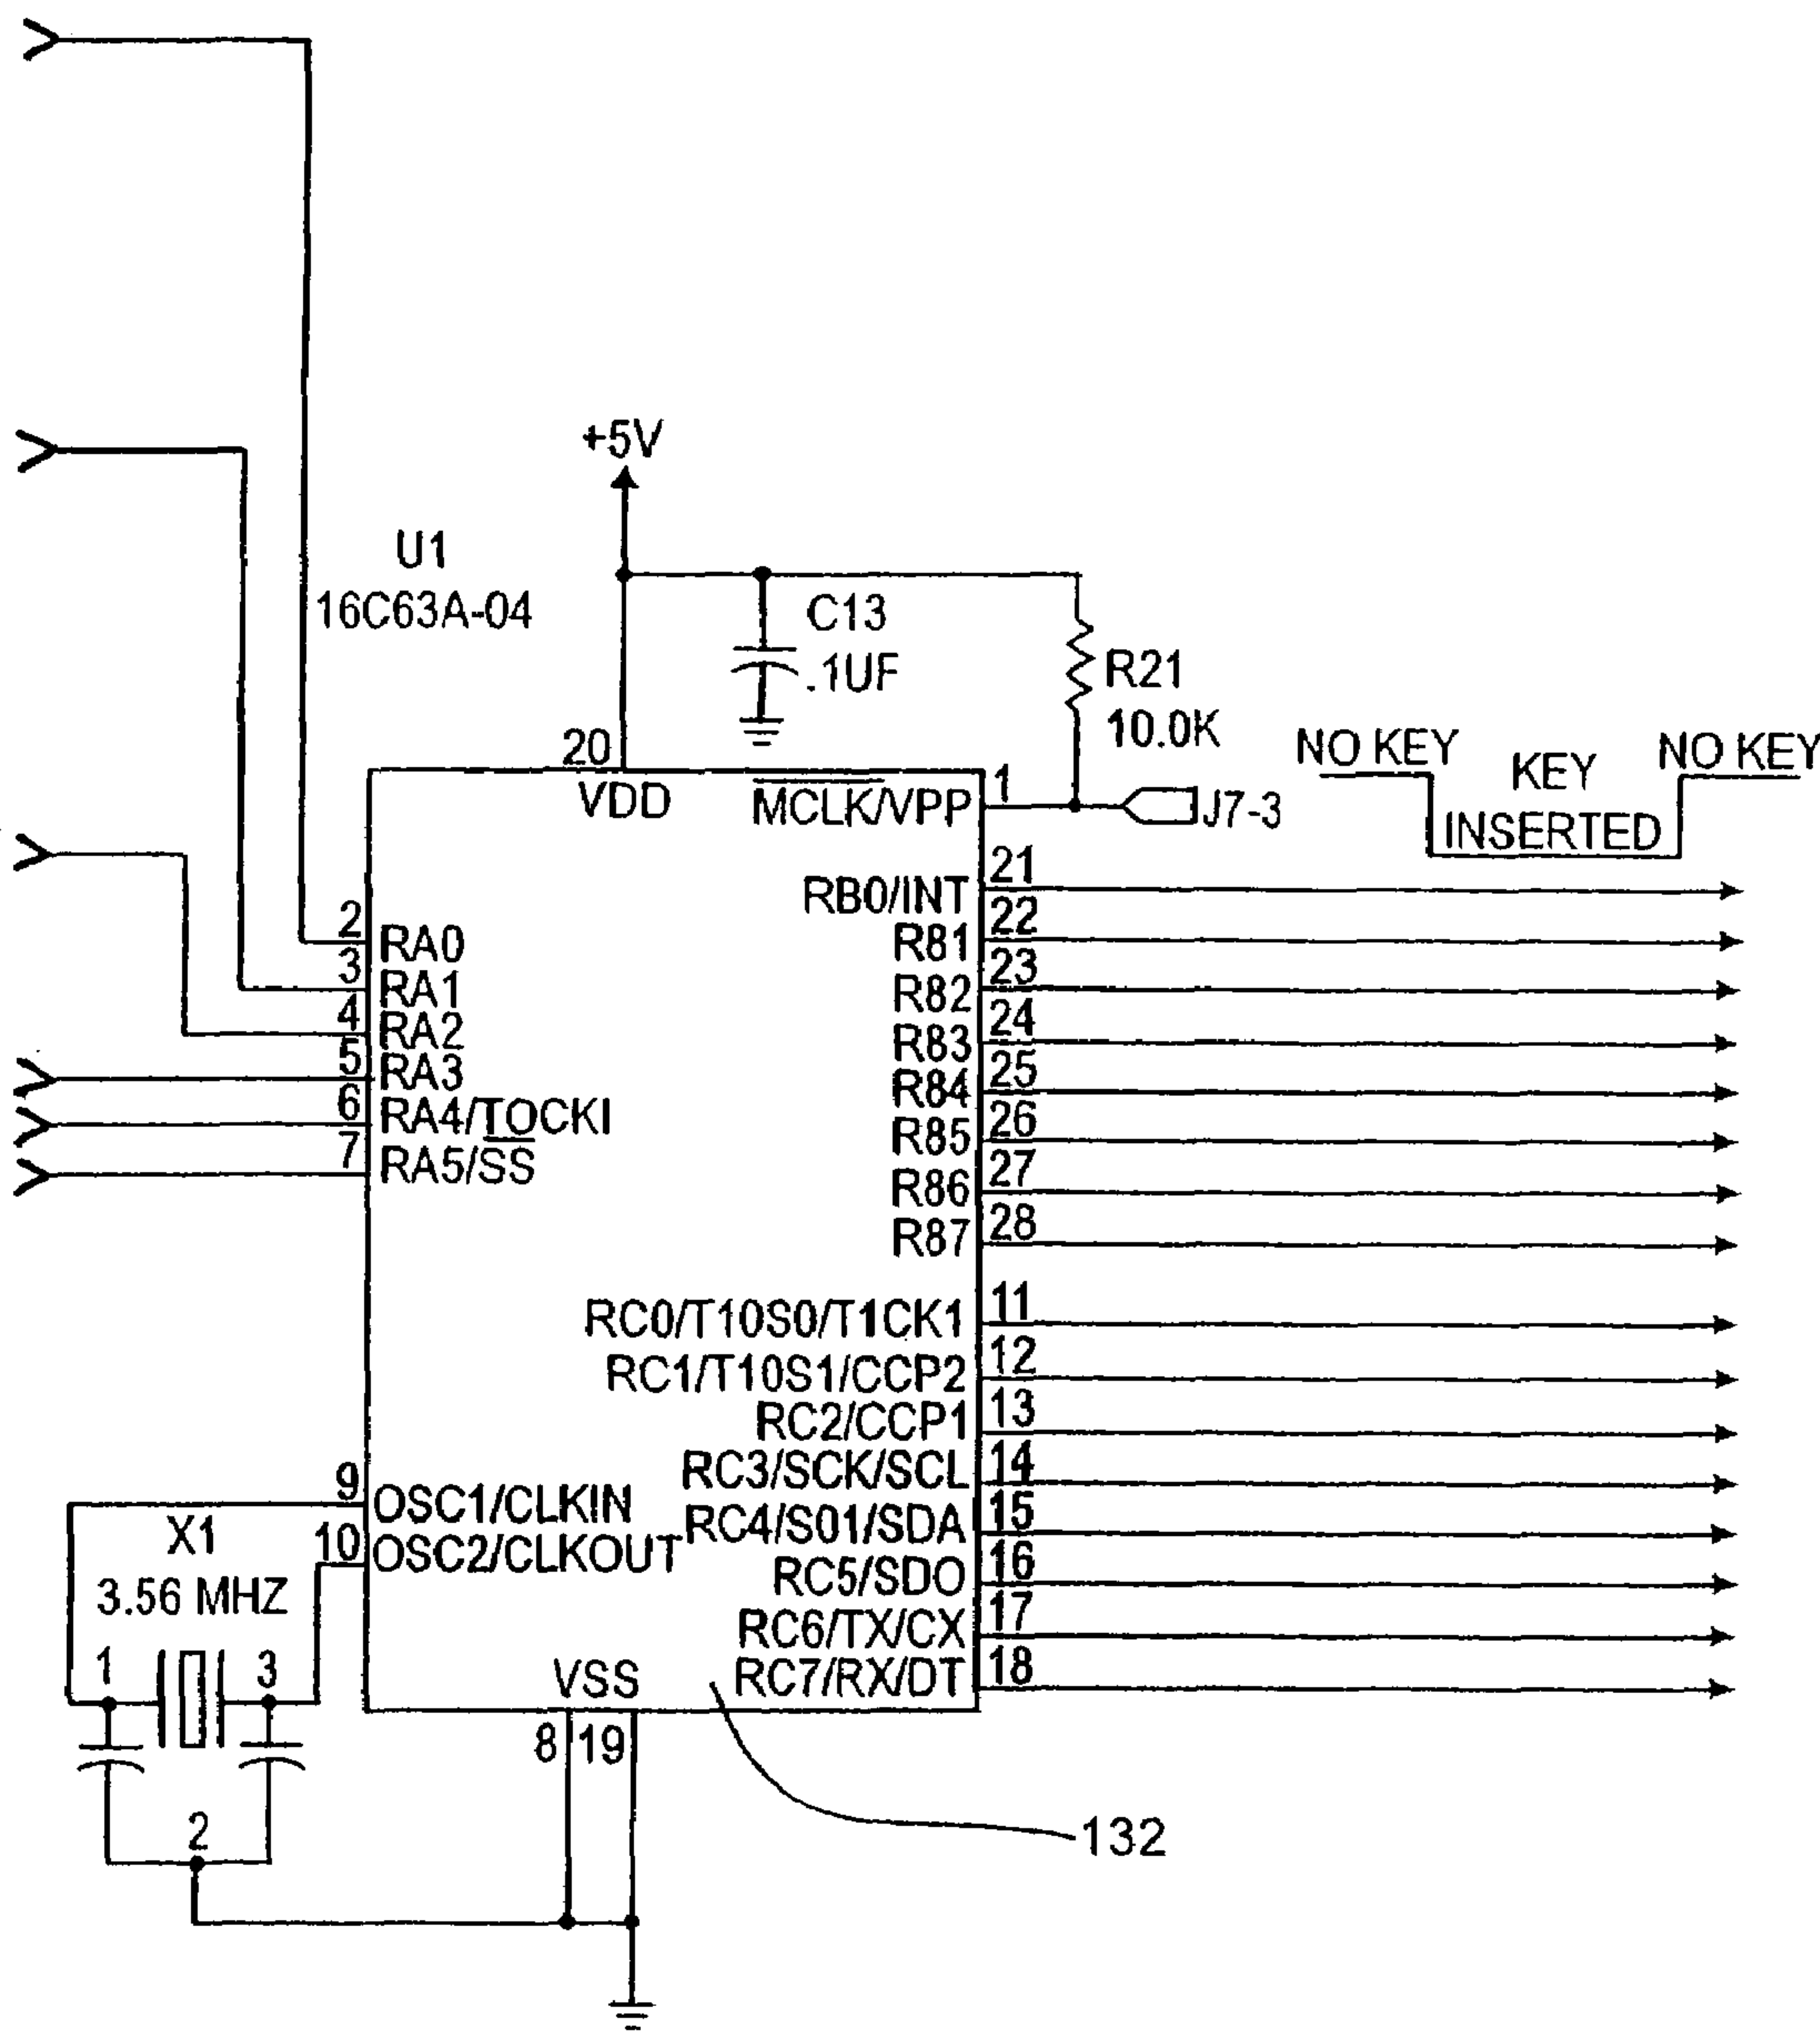 +5V
U1
16C63A-04
C13
.1UF
R21
10.0K
20
VDD
MCLK/VPP
1
J7-3
NO KEY
KEY
INSERTED
NO KEY
2
RA0
3
RA1
4
RA2
5
RA3
6
RA4/TOCKI
7
RA5/SS
RB0/INT
21
R81
22
R82
23
R83
24
R84
25
R85
26
R86
27
R87
28
RC0/T10S0/T1CK1
11
RC1/T10S1/CCP2
12
RC2/CCP1
13
RC3/SCK/SCL
14
RC4/S01/SDA
15
RC5/SDO
16
RC6/TX/CX
17
RC7/RX/DT
18
9
OSC1/CLKIN
10
OSC2/CLKOUT
X1
3.56 MHZ
1
3
2
VSS
8
19
132